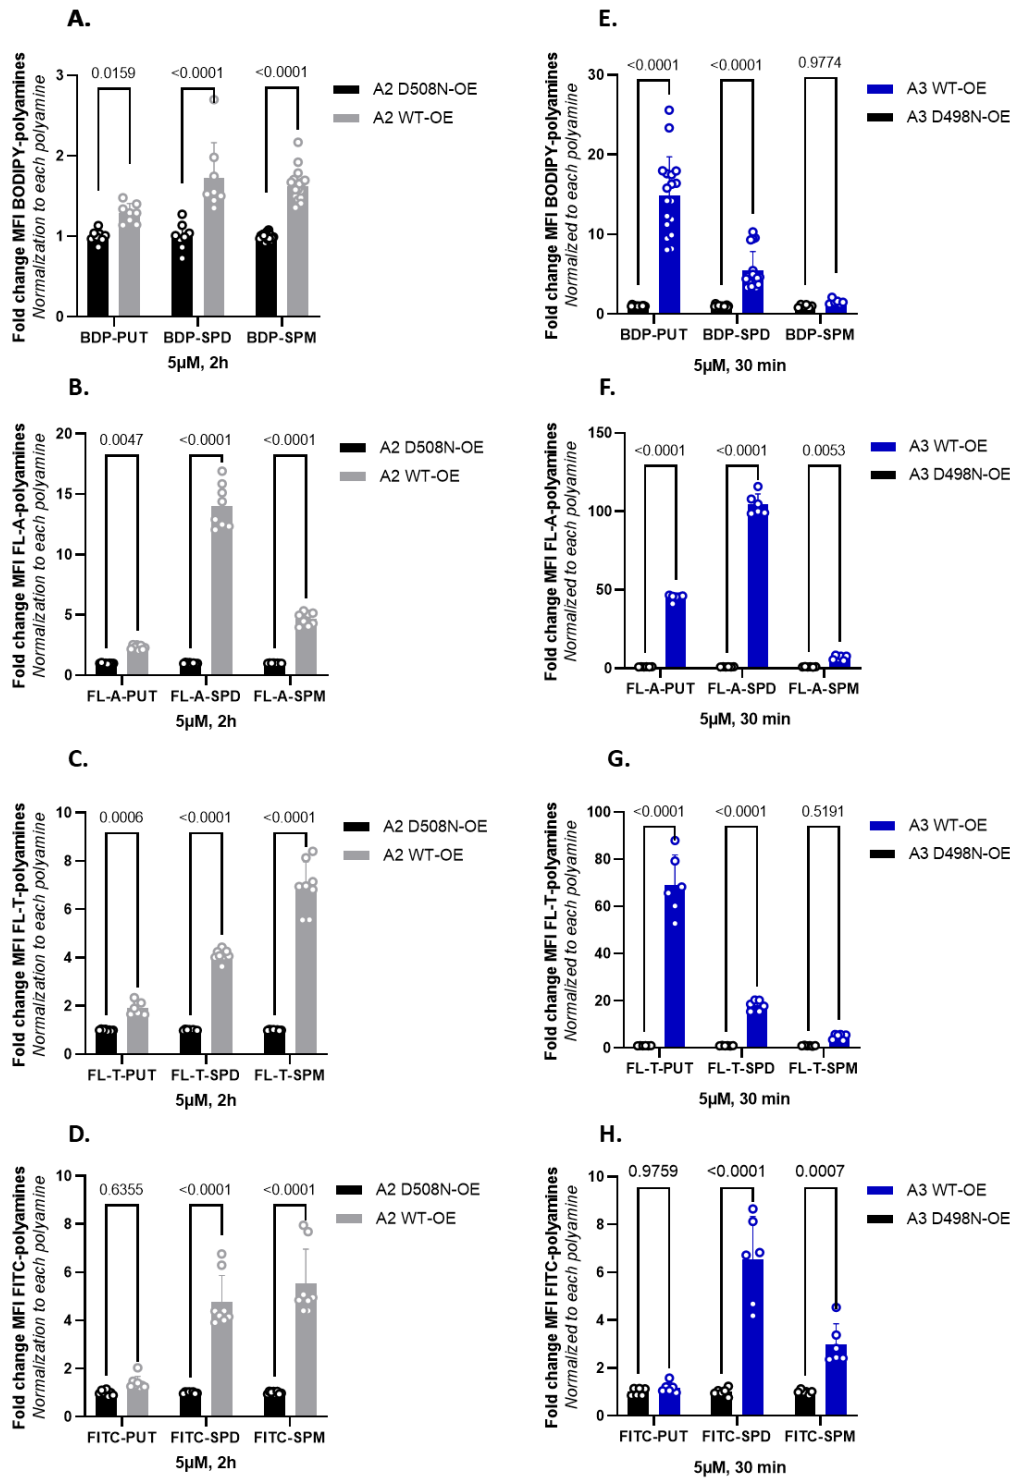 A.
Fold change MFI BODIPY-polyamines
Normalization to each polyamine
3
2
1
0
0.0159
<0.0001
<0.0001
A2 D508N-OE
A2 WT-OE
BDP-PUT
BDP-SPD
BDP-SPM
5µM, 2h
E.
Fold change MFI BODIPY-polyamines
Normalized to each polyamine
30
20
10
0
<0.0001
<0.0001
0.9774
A3 WT-OE
A3 D498N-OE
BDP-PUT
BDP-SPD
BDP-SPM
5µM, 30 min
B.
Fold change MFI FL-A-polyamines
Normalization to each polyamine
20
15
10
5
0
0.0047
<0.0001
<0.0001
A2 D508N-OE
A2 WT-OE
FL-A-PUT
FL-A-SPD
FL-A-SPM
5µM, 2h
F.
Fold change MFI FL-A-polyamines
Normalized to each polyamine
150
100
50
0
<0.0001
<0.0001
0.0053
A3 WT-OE
A3 D498N-OE
FL-A-PUT
FL-A-SPD
FL-A-SPM
5µM, 30 min
C.
Fold change MFI FL-T-polyamines
Normalization to each polyamine
10
8
6
4
2
0
0.0006
<0.0001
<0.0001
A2 D508N-OE
A2 WT-OE
FL-T-PUT
FL-T-SPD
FL-T-SPM
5µM, 2h
G.
Fold change MFI FL-T-polyamines
Normalized to each polyamine
100
80
60
40
20
0
<0.0001
<0.0001
0.5191
A3 WT-OE
A3 D498N-OE
FL-T-PUT
FL-T-SPD
FL-T-SPM
5µM, 30 min
D.
Fold change MFI FITC-polyamines
Normalization to each polyamine
10
8
6
4
2
0
0.6355
<0.0001
<0.0001
A2 D508N-OE
A2 WT-OE
FITC-PUT
FITC-SPD
FITC-SPM
5µM, 2h
H.
Fold change MFI FITC-polyamines
Normalized to each polyamine
10
8
6
4
2
0
0.9759
<0.0001
0.0007
A3 WT-OE
A3 D498N-OE
FITC-PUT
FITC-SPD
FITC-SPM
5µM, 30 min